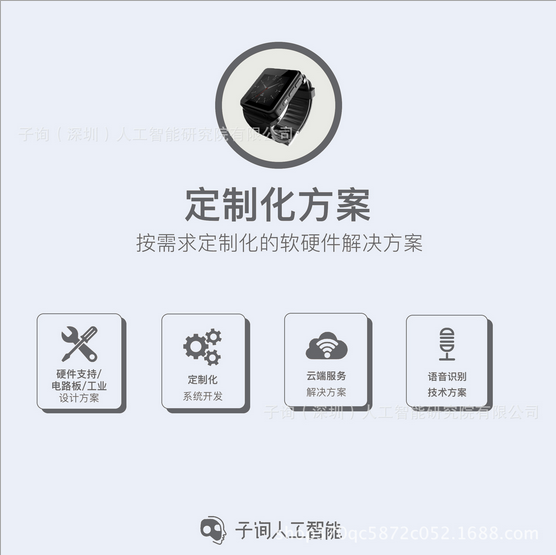 子询（深圳）人工智能研究院有限公司
定制化方案
按需求定制化的软硬件解决方案
硬件支持/
电路板/工业
设计方案
定制化
系统开发
云端服务
解决方案
语音识别
技术方案
子询（深圳）人工智能研究院有限公司
子询人工智能